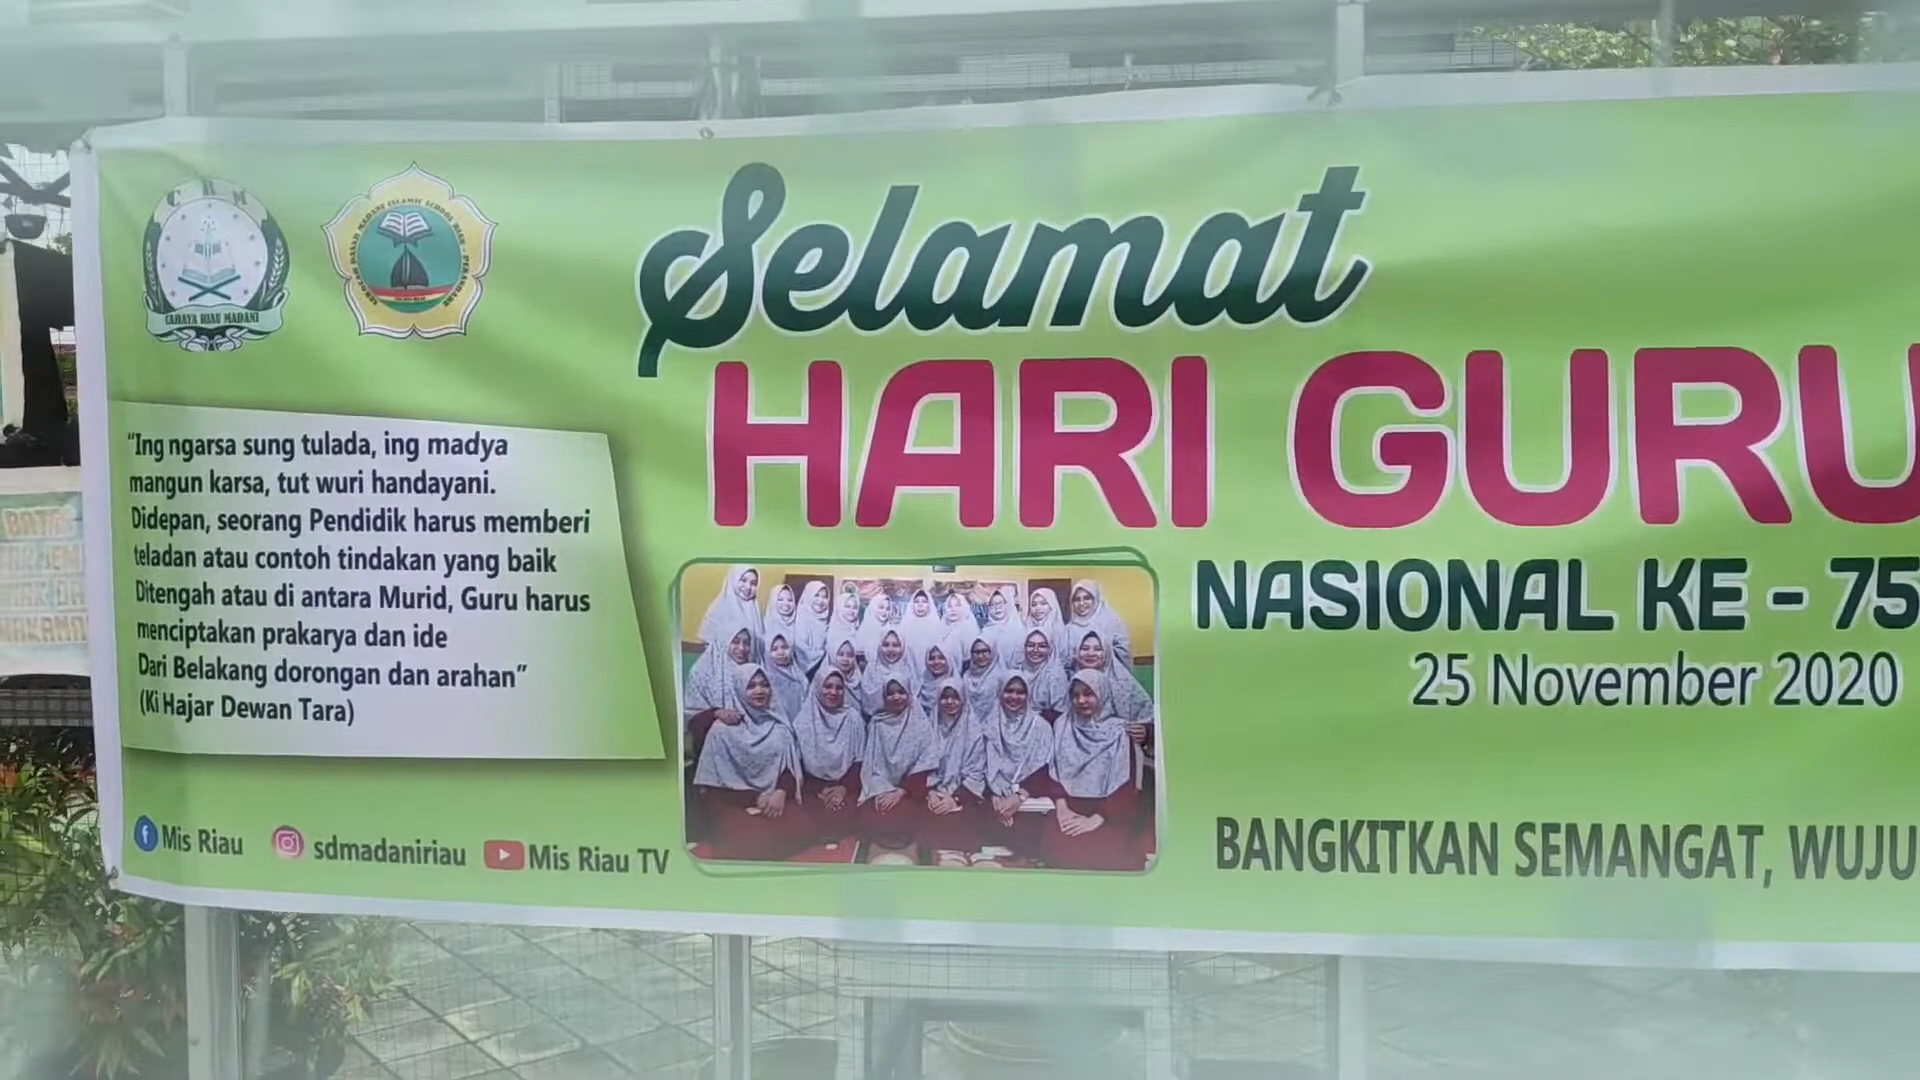 C R M
CAHAYA RIAU MADANI
Selamat
HARI GURU
NASIONAL KE - 75
25 November 2020
"Ing ngarsa sung tulada, ing madya
mangun karsa, tut wuri handayani.
Didepan, seorang Pendidik harus memberi
teladan atau contoh tindakan yang baik
Ditengah atau di antara Murid, Guru harus
menciptakan prakarya dan ide
Dari Belakang dorongan dan arahan"
(Ki Hajar Dewan Tara)
Mis Riau
sdmadaniriau
Mis Riau TV
BANGKITKAN SEMANGAT, WUJU